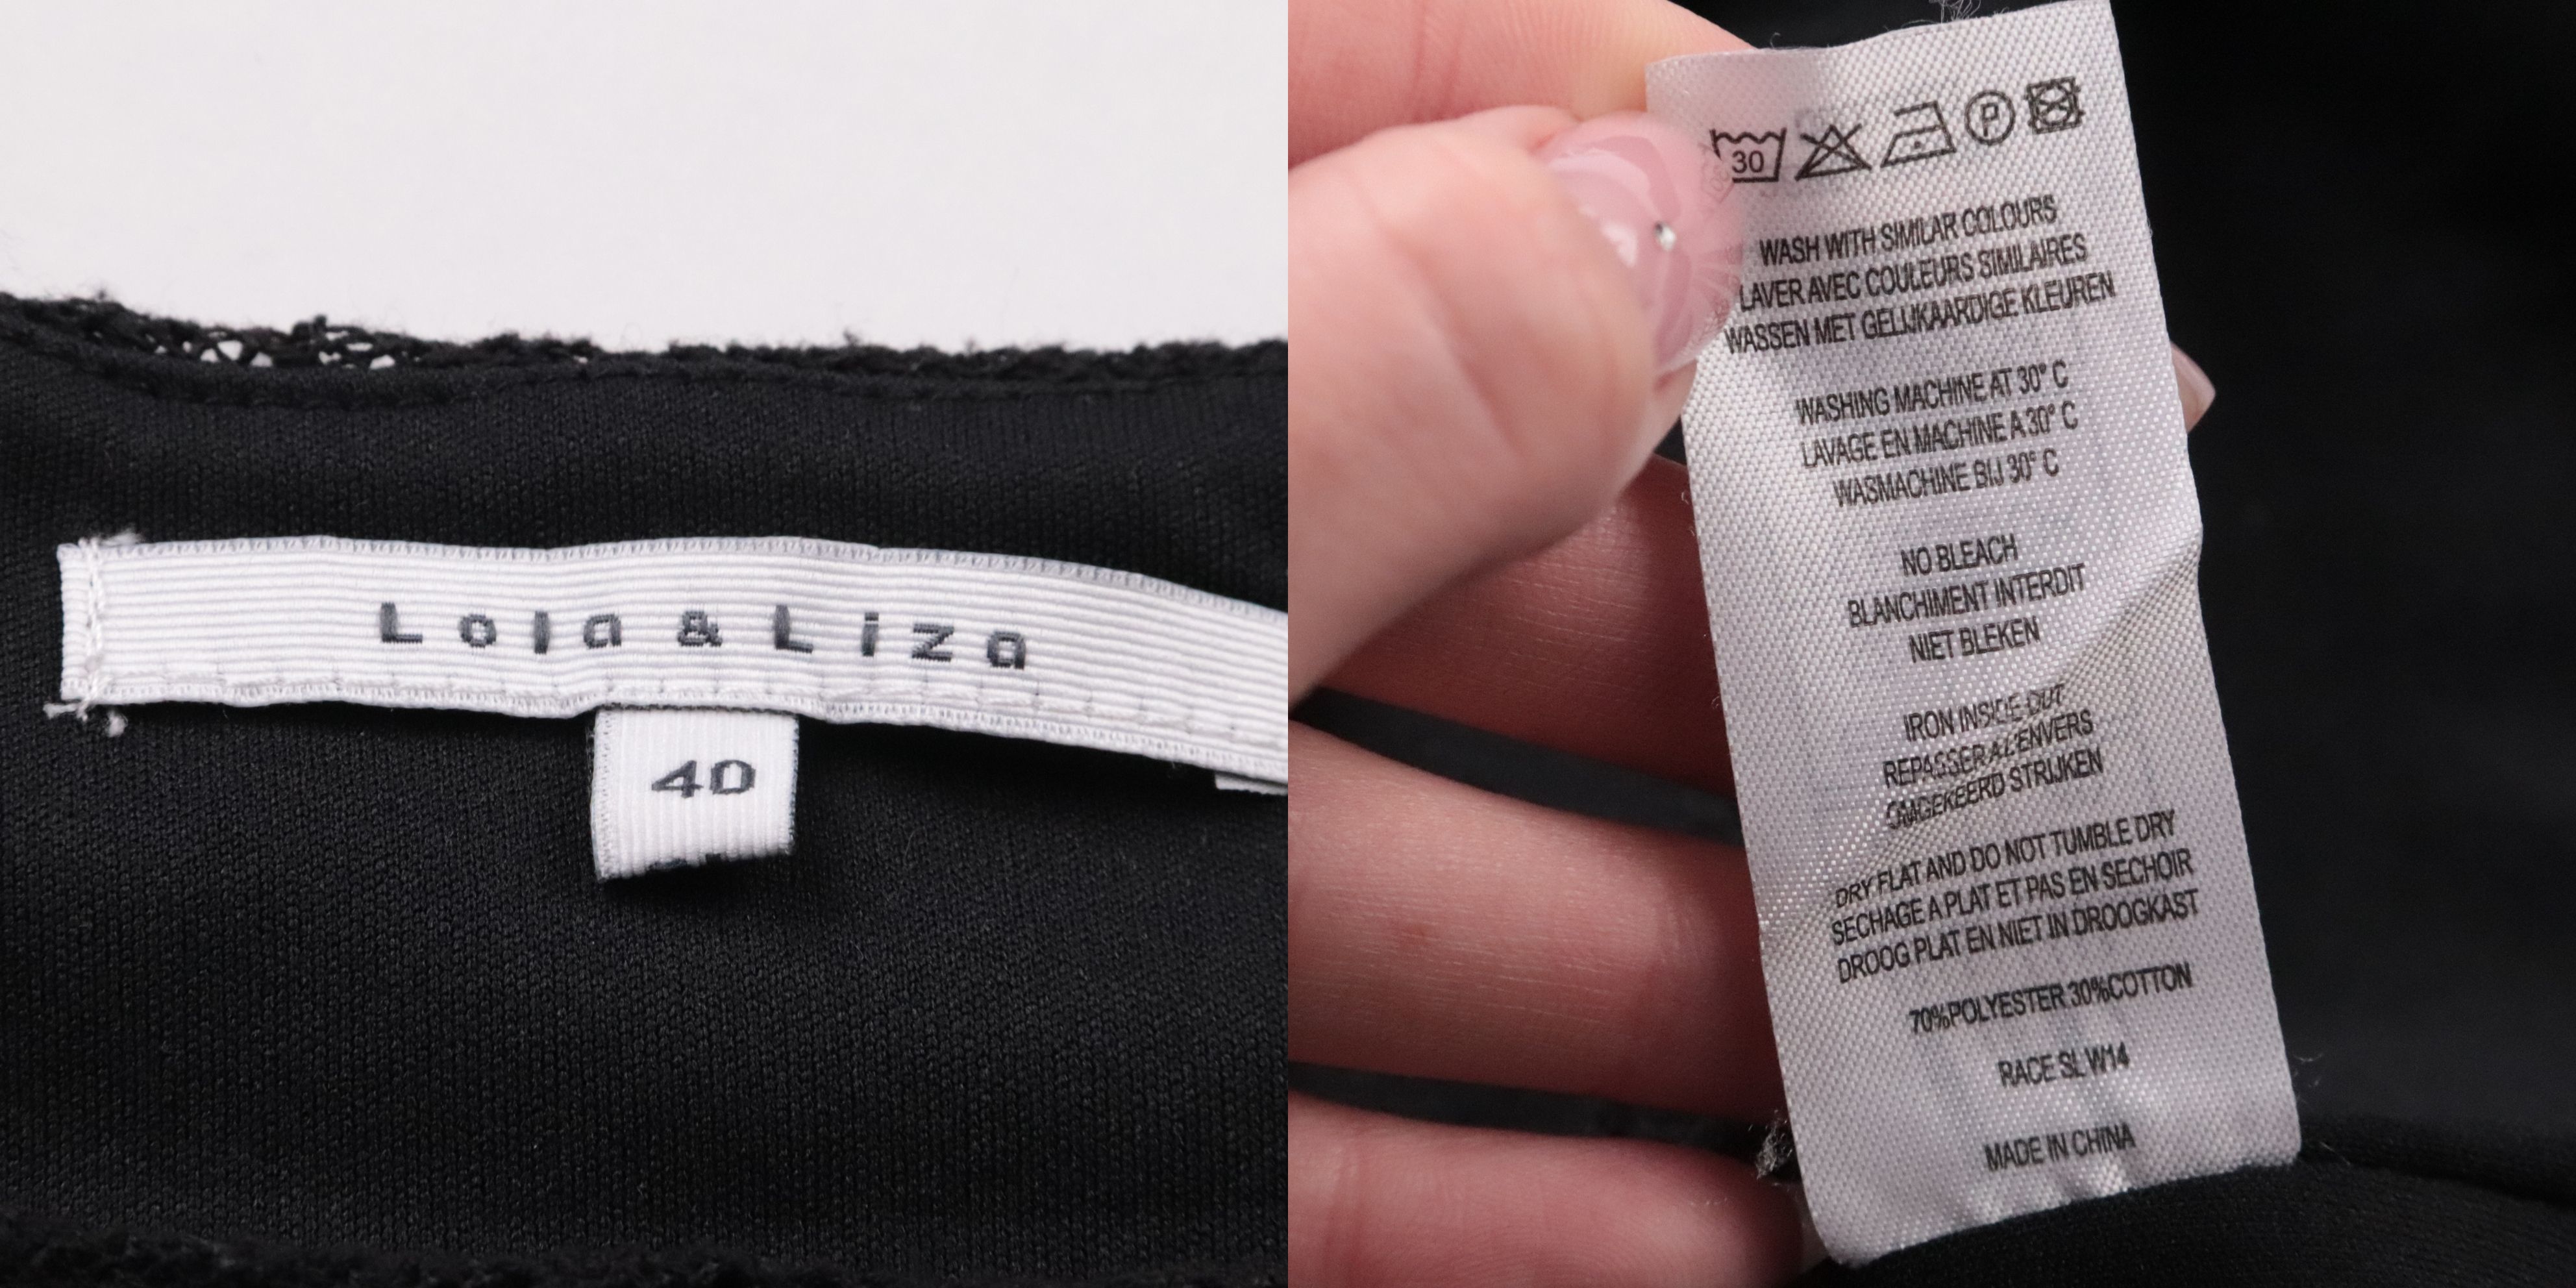 Lola & Liza
40
30
P
WASH WITH SIMILAR COLOURS
LAVER AVEC COULEURS SIMILAIRES
WASSEN MET GELIJKAARDIGE KLEUREN
WASHING MACHINE AT 30° C
LAVAGE EN MACHINE A 30° C
WASMACHINE BIJ 30° C
NO BLEACH
BLANCHIMENT INTERDIT
NIET BLEKEN
IRON INSIDE OUT
REPASSER A L'ENVERS
OMGEKEERD STRIJKEN
DRY FLAT AND DO NOT TUMBLE DRY
SECHAGE A PLAT ET PAS EN SECHOIR
DROOG PLAT EN NIET IN DROOGKAST
70%POLYESTER 30%COTTON
RACE SL W14
MADE IN CHINA